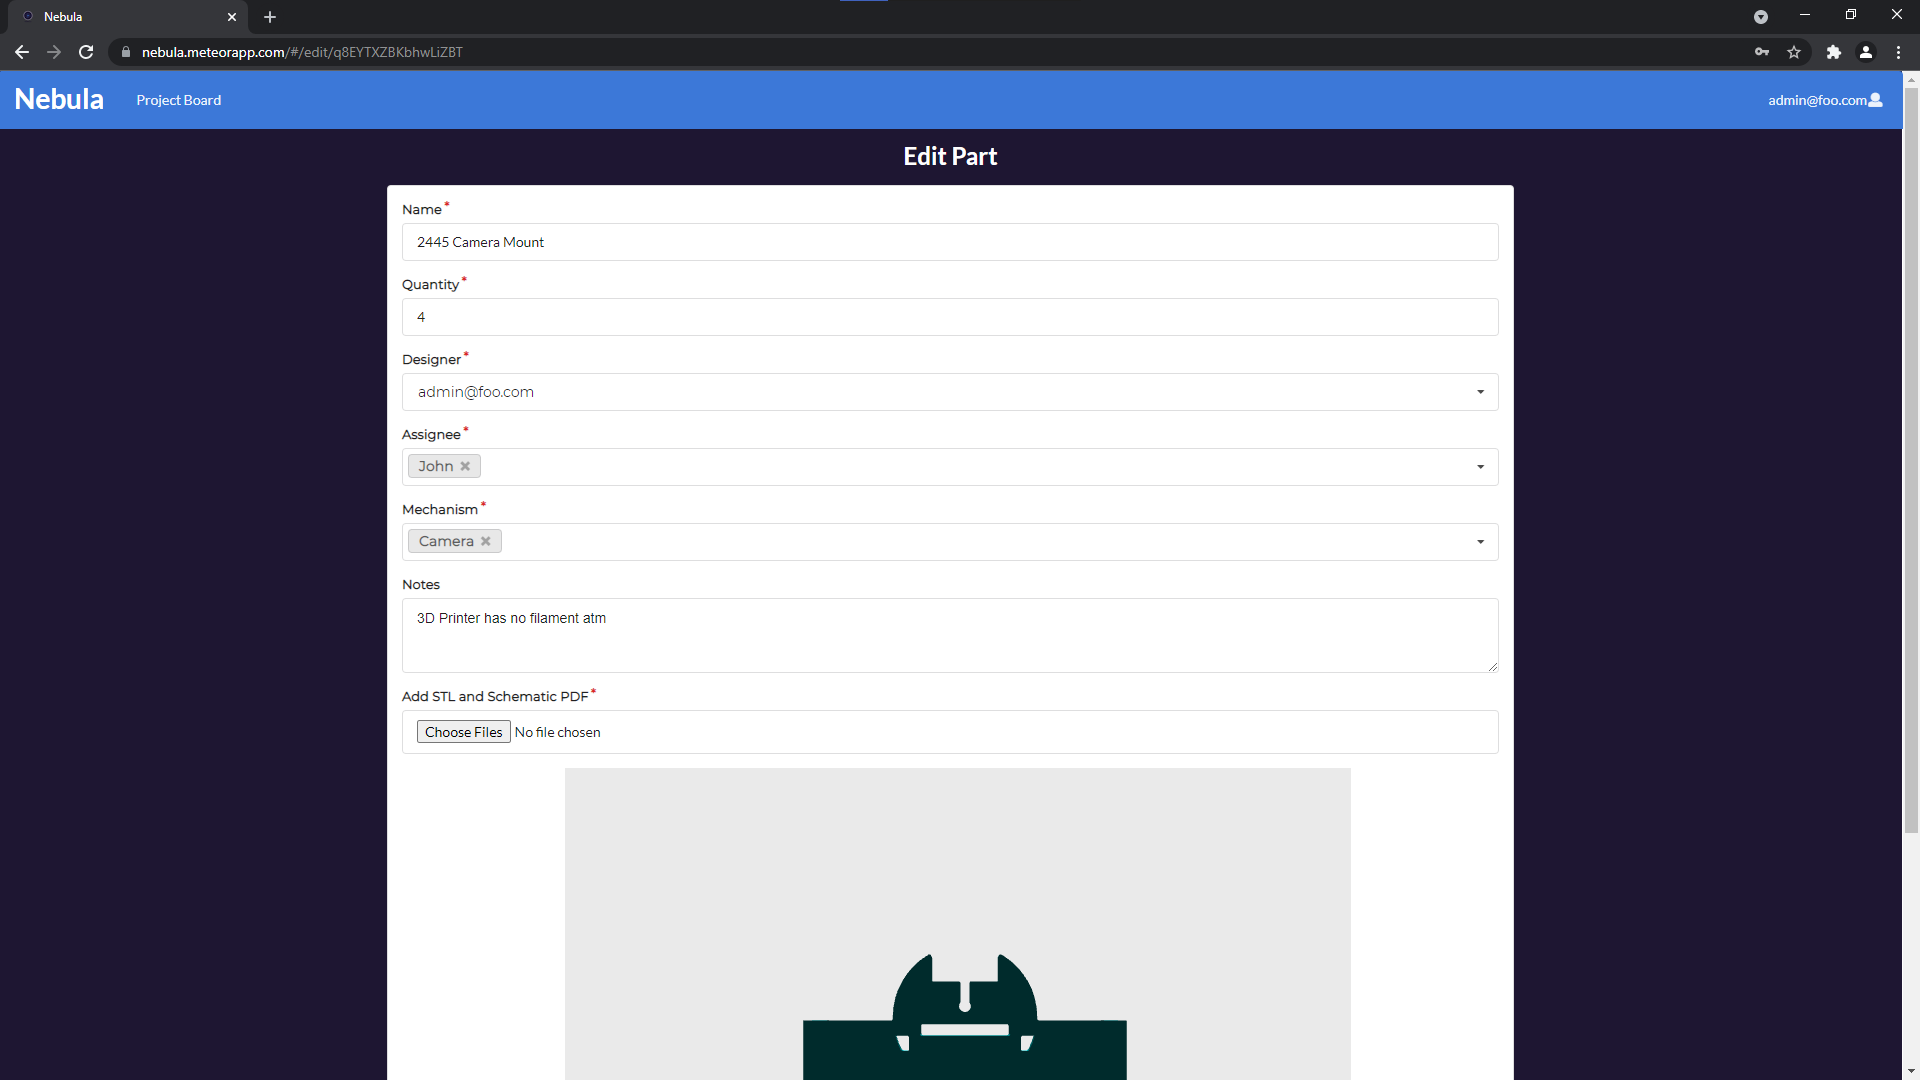 Nebula
nebula.meteorapp.com/#/edit/q8EYTXZBKbhwLiZBT
Nebula
Project Board
admin@foo.com
Edit Part
Name*
2445 Camera Mount
Quantity*
4
Designer*
admin@foo.com
Assignee*
John
Mechanism*
Camera
Notes
3D Printer has no filament atm
Add STL and Schematic PDF*
Choose Files No file chosen